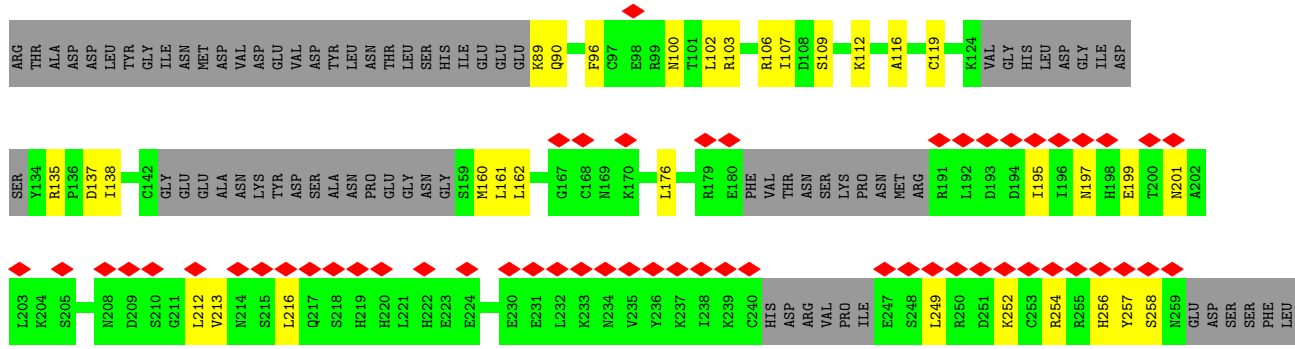 ARG THR ALA ASP ASP LEU TYR GLY ILE ASN MET ASP VAL ASP GLU VAL ASP TYR LEU ASN THR LEU SER HIS ILE GLU GLU GLU K89 Q90 F96 C97 E98 R99 N100 T101 L102 R103 R106 I107 D108 S109 K112 A116 C119 K124 VAL GLY HIS LEU ASP GLY ILE ASP
SER Y134 R135 P136 D137 I138 C142 GLY GLU GLU ALA ASN LYS TYR ASP SER ALA ASN PRO GLU GLY ASN GLY S159 M160 L161 L162 G167 C168 N169 K170 L176 R179 E180 PHE VAL THR ASN SER LYS PRO ASN MET ARG R191 L192 D193 D194 I195 I196 N197 H198 E199 T200 N201 A202
L203 K204 S205 N208 D209 S210 G211 L212 V213 N214 S215 L216 Q217 S218 H219 H220 L221 H222 E223 E224 E230 E231 L232 K233 N234 V235 Y236 K237 I238 K239 C240 HIS ASP ARG VAL PRO ILE E247 S248 L249 R250 D251 K252 C253 R254 R255 H256 Y257 S258 N259 GLU ASP SER SER PHE LEU